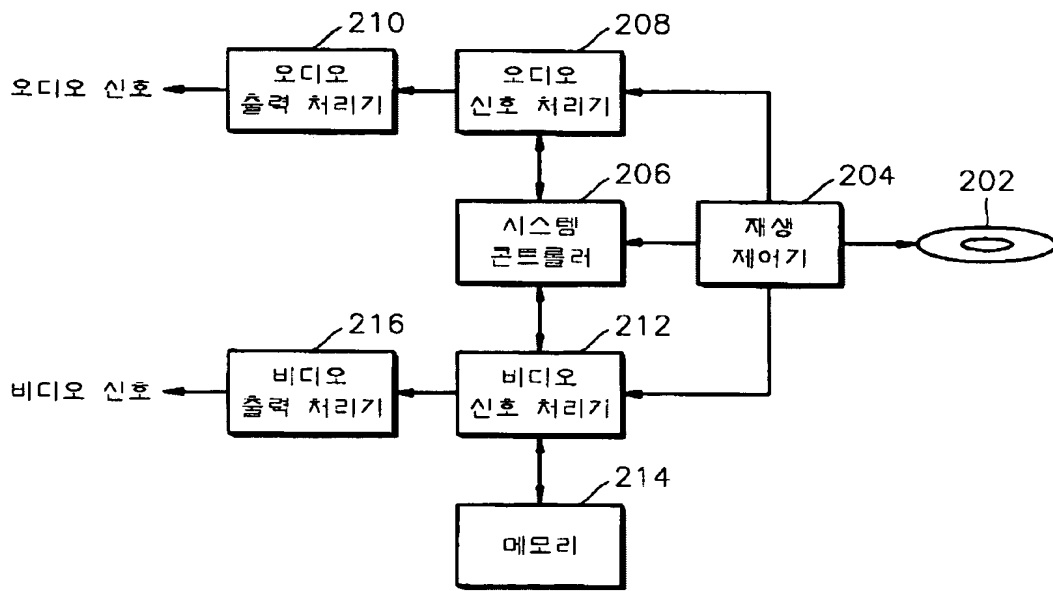 210
208
오디오 신호
오디오
출력 처리기
오디오
신호 처리기
206
204
202
시스템
콘트롤러
재생
제어기
216
212
비디오 신호
비디오
출력 처리기
비디오
신호 처리기
214
메모리